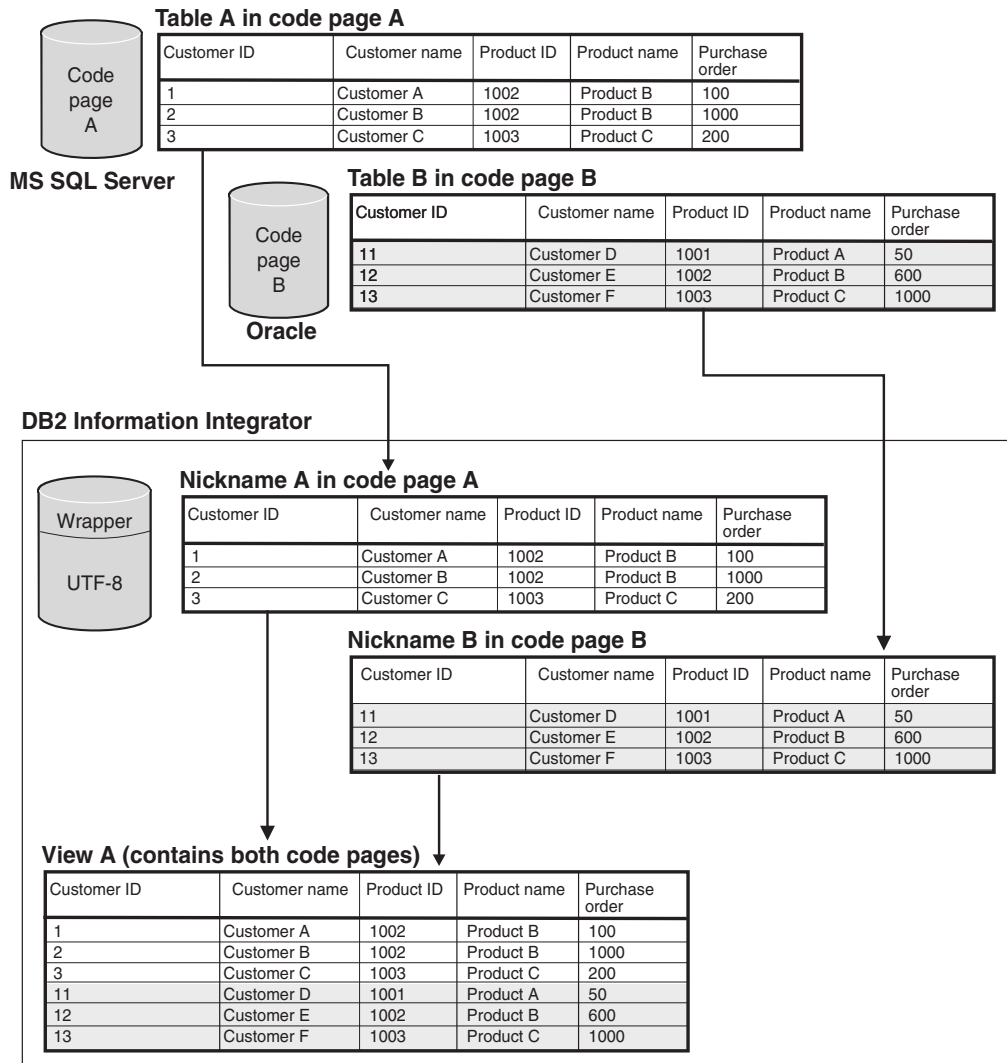 Table A in code page A
Customer ID Customer name Product ID Product name Purchase order
1 Customer A 1002 Product B 100
2 Customer B 1002 Product B 1000
3 Customer C 1003 Product C 200
Code
page
A
MS SQL Server
Table B in code page B
Customer ID Customer name Product ID Product name Purchase order
11 Customer D 1001 Product A 50
12 Customer E 1002 Product B 600
13 Customer F 1003 Product C 1000
Code
page
B
Oracle
DB2 Information Integrator
Wrapper
UTF-8
Nickname A in code page A
Customer ID Customer name Product ID Product name Purchase order
1 Customer A 1002 Product B 100
2 Customer B 1002 Product B 1000
3 Customer C 1003 Product C 200
Nickname B in code page B
Customer ID Customer name Product ID Product name Purchase order
11 Customer D 1001 Product A 50
12 Customer E 1002 Product B 600
13 Customer F 1003 Product C 1000
View A (contains both code pages)
Customer ID Customer name Product ID Product name Purchase order
1 Customer A 1002 Product B 100
2 Customer B 1002 Product B 1000
3 Customer C 1003 Product C 200
11 Customer D 1001 Product A 50
12 Customer E 1002 Product B 600
13 Customer F 1003 Product C 1000